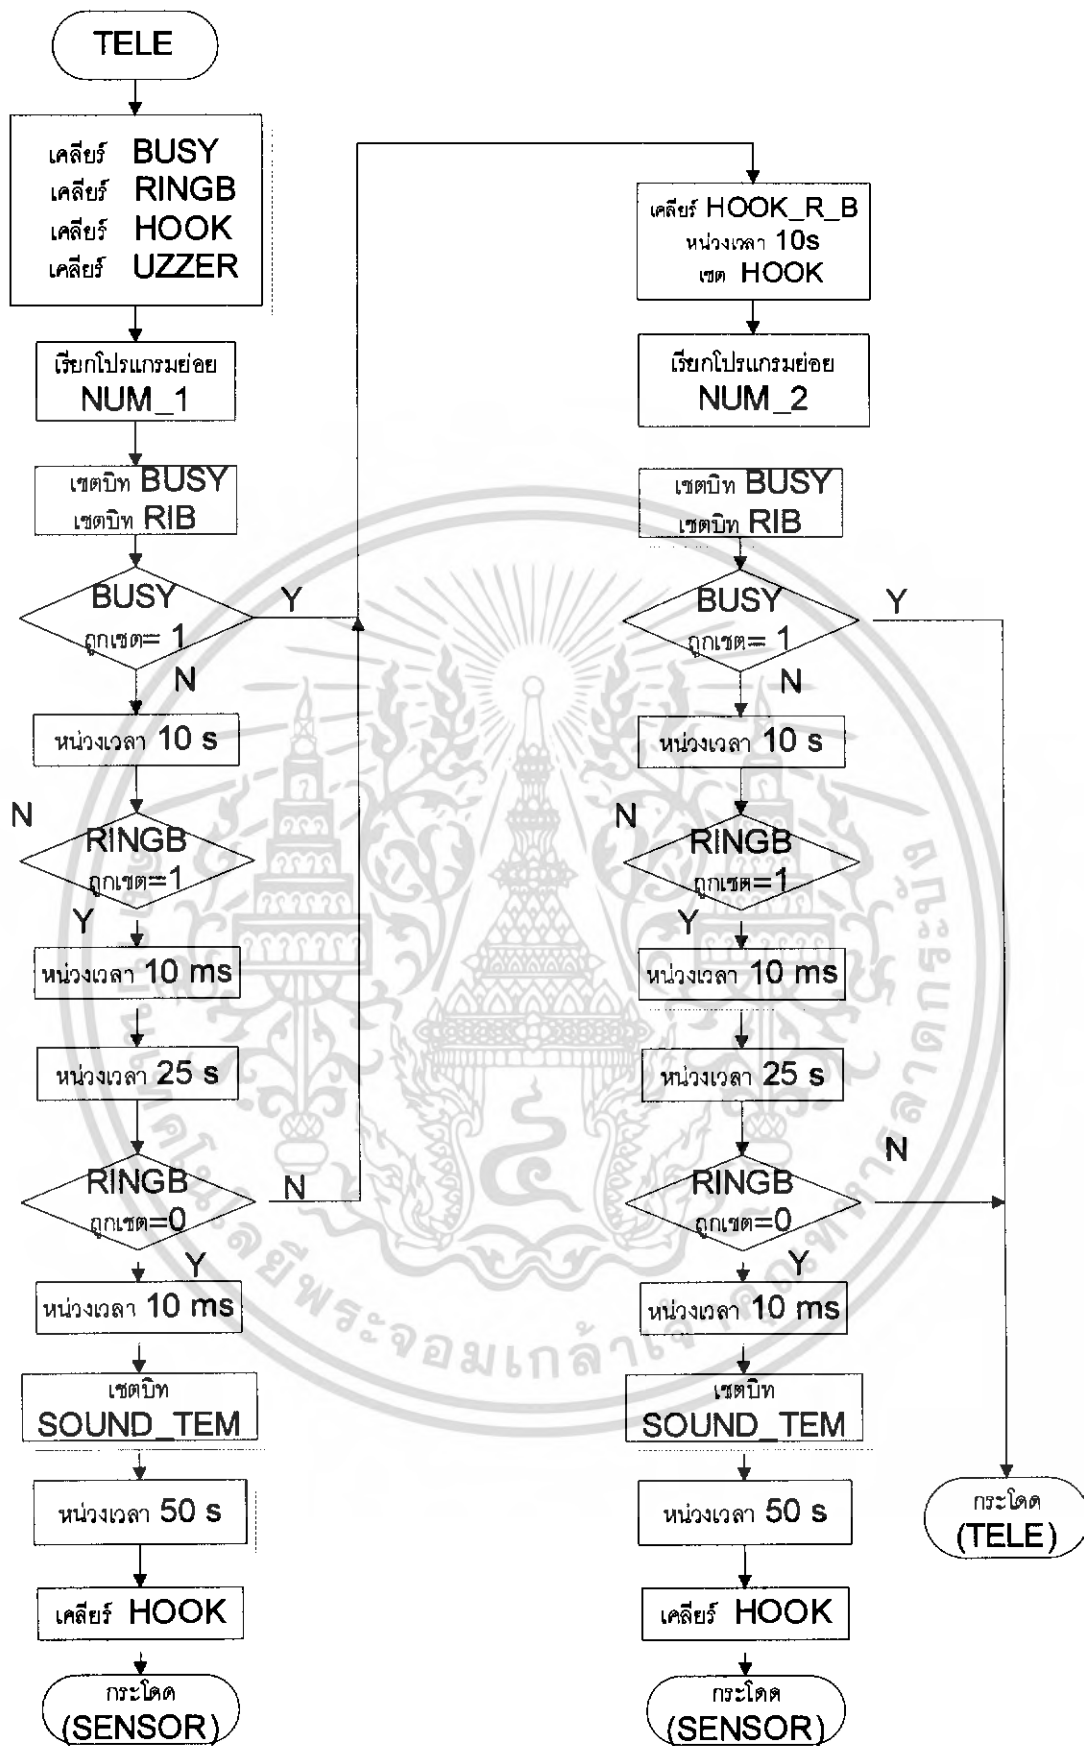 TELE
เคลียร์ BUSY
เคลียร์ RINGB
เคลียร์ HOOK
เคลียร์ UZZER
เรียกโปรแกรมย่อย
NUM_1
เซตบิท BUSY
เซตบิท RIB
BUSY
ถูกเซต= 1
Y
N
หน่วงเวลา 10 s
N
RINGB
ถูกเซต=1
Y
หน่วงเวลา 10 ms
หน่วงเวลา 25 s
RINGB
ถูกเซต=0
N
Y
หน่วงเวลา 10 ms
เซตบิท
SOUND_TEM
หน่วงเวลา 50 s
เคลียร์ HOOK
กระโดด
(SENSOR)
เคลียร์ HOOK_R_B
หน่วงเวลา 10s
เซต HOOK
เรียกโปรแกรมย่อย
NUM_2
เซตบิท BUSY
เซตบิท RIB
BUSY
ถูกเซต= 1
Y
N
หน่วงเวลา 10 s
N
RINGB
ถูกเซต=1
Y
หน่วงเวลา 10 ms
หน่วงเวลา 25 s
RINGB
ถูกเซต=0
N
Y
หน่วงเวลา 10 ms
เซตบิท
SOUND_TEM
หน่วงเวลา 50 s
เคลียร์ HOOK
กระโดด
(SENSOR)
กระโดด
(TELE)